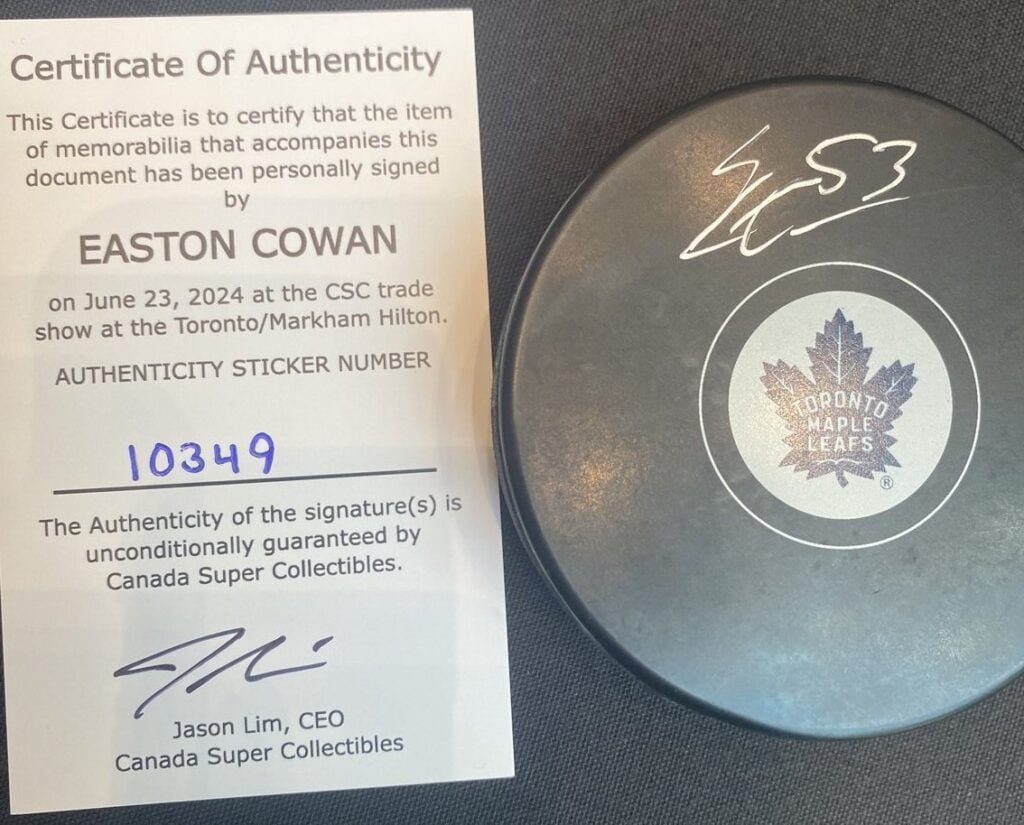 Certificate Of Authenticity
This Certificate is to certify that the item
of memorabilia that accompanies this
document has been personally signed
by
EASTON COWAN
on June 23, 2024 at the CSC trade
show at the Toronto/Markham Hilton.
AUTHENTICITY STICKER NUMBER
10349
The Authenticity of the signature(s) is
unconditionally guaranteed by
Canada Super Collectibles.
Jason Lim, CEO
Canada Super Collectibles
53
TORONTO
MAPLE
LEAFS
®